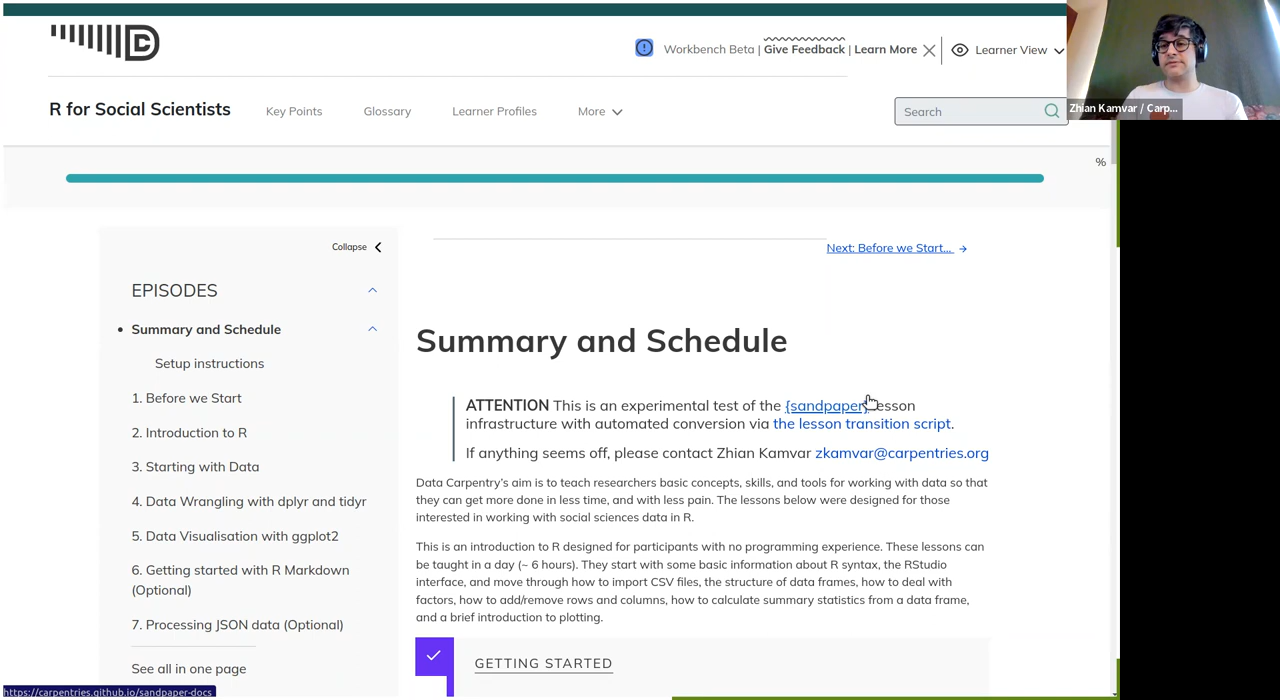 Workbench Beta | Give Feedback | Learn More
Learner View
Zhian Kamvar / Carp...
R for Social Scientists
Key Points
Glossary
Learner Profiles
More
Search
%
Collapse
Next: Before we Start...
EPISODES
Summary and Schedule
Setup instructions
1. Before we Start
2. Introduction to R
3. Starting with Data
4. Data Wrangling with dplyr and tidyr
5. Data Visualisation with ggplot2
6. Getting started with R Markdown
(Optional)
7. Processing JSON data (Optional)
See all in one page
Summary and Schedule
ATTENTION This is an experimental test of the {sandpaper} lesson
infrastructure with automated conversion via the lesson transition script.
If anything seems off, please contact Zhian Kamvar zkamvar@carpentries.org
Data Carpentry's aim is to teach researchers basic concepts, skills, and tools for working with data so that
they can get more done in less time, and with less pain. The lessons below were designed for those
interested in working with social sciences data in R.
This is an introduction to R designed for participants with no programming experience. These lessons can
be taught in a day (~ 6 hours). They start with some basic information about R syntax, the RStudio
interface, and move through how to import CSV files, the structure of data frames, how to deal with
factors, how to add/remove rows and columns, how to calculate summary statistics from a data frame,
and a brief introduction to plotting.
GETTING STARTED
https://carpentries.github.io/sandpaper-docs